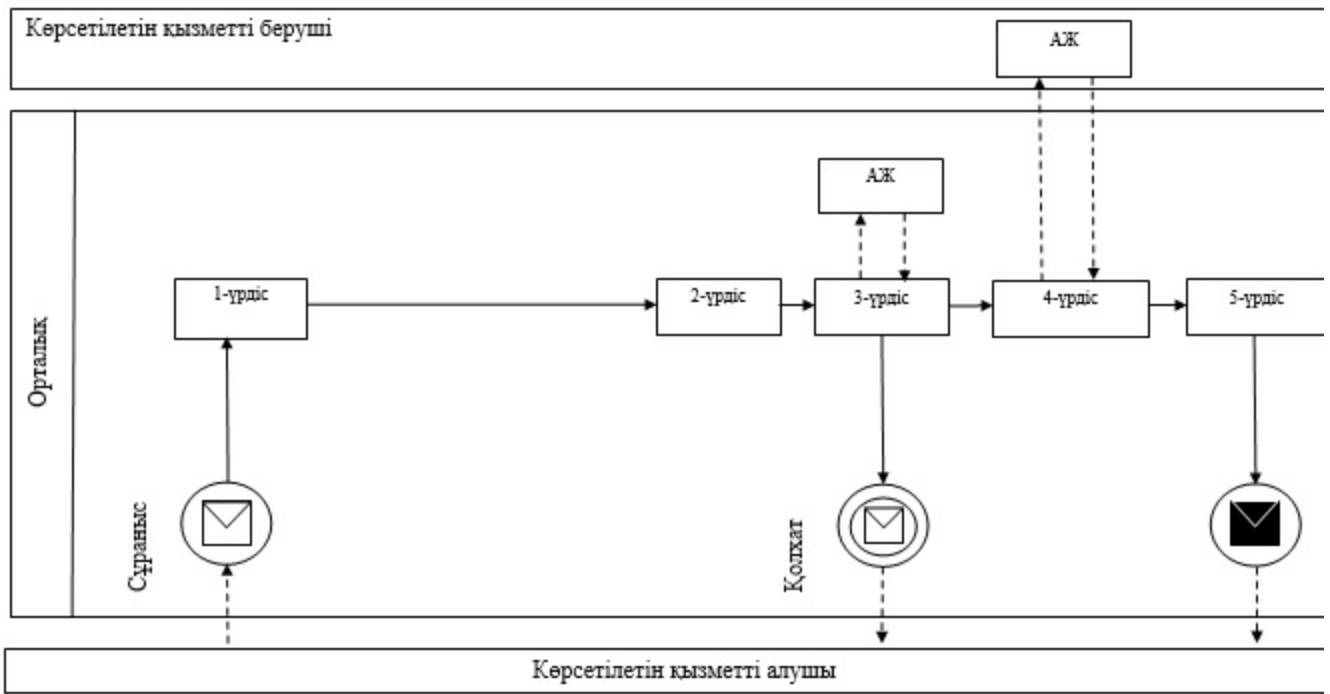 Көрсетілетін қызметті беруші
АЖ
АЖ
1-үрдіс
2-үрдіс
3-үрдіс
4-үрдіс
5-үрдіс
Орталық
Сұраныс
Қолхат
Көрсетілетін қызметті алушы